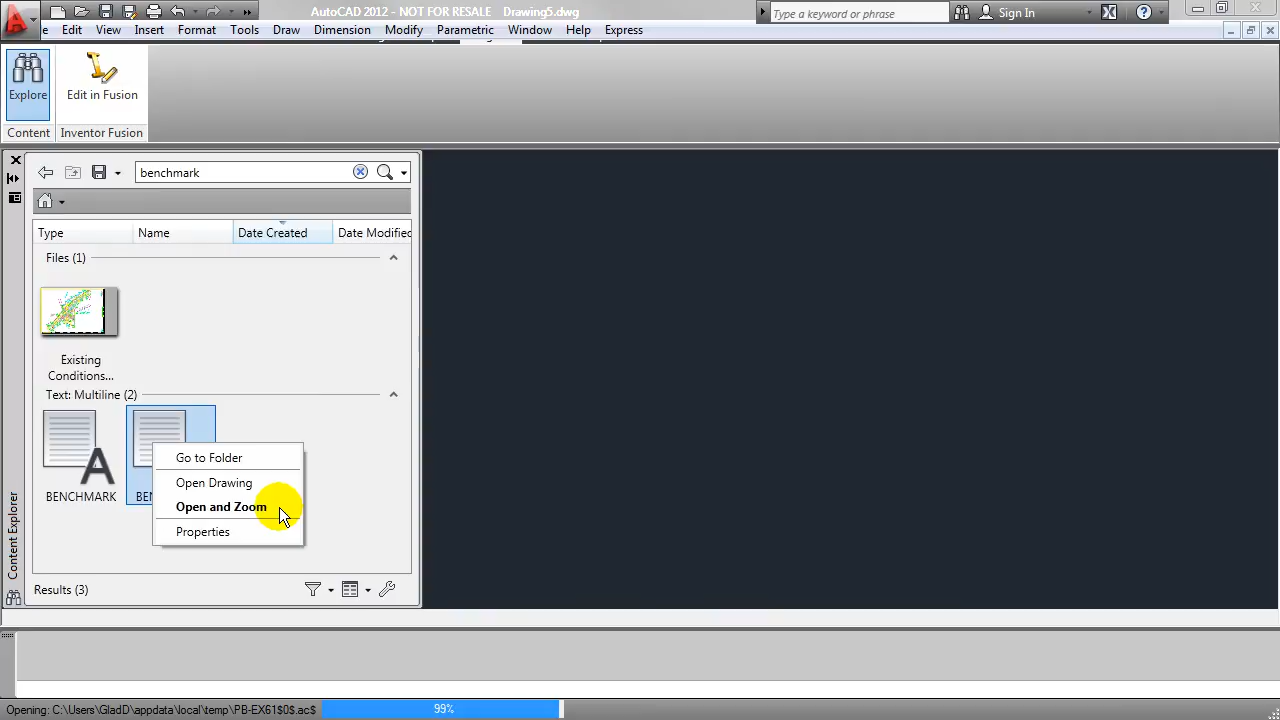 AutoCAD 2012 - NOT FOR RESALE Drawing5.dwg
Type a keyword or phrase
Sign In
Edit View Insert Format Tools Draw Dimension Modify Parametric Window Help Express
Explore
Edit in Fusion
Content
Inventor Fusion
benchmark
Type Name Date Created Date Modified
Files (1)
Existing
Conditions...
Text: Multiline (2)
BENCHMARK
Go to Folder
Open Drawing
Open and Zoom
Properties
Content Explorer
Results (3)
Opening: C:\Users\GladD\appdata\local\temp\PB-EX61$0$.ac$
99%